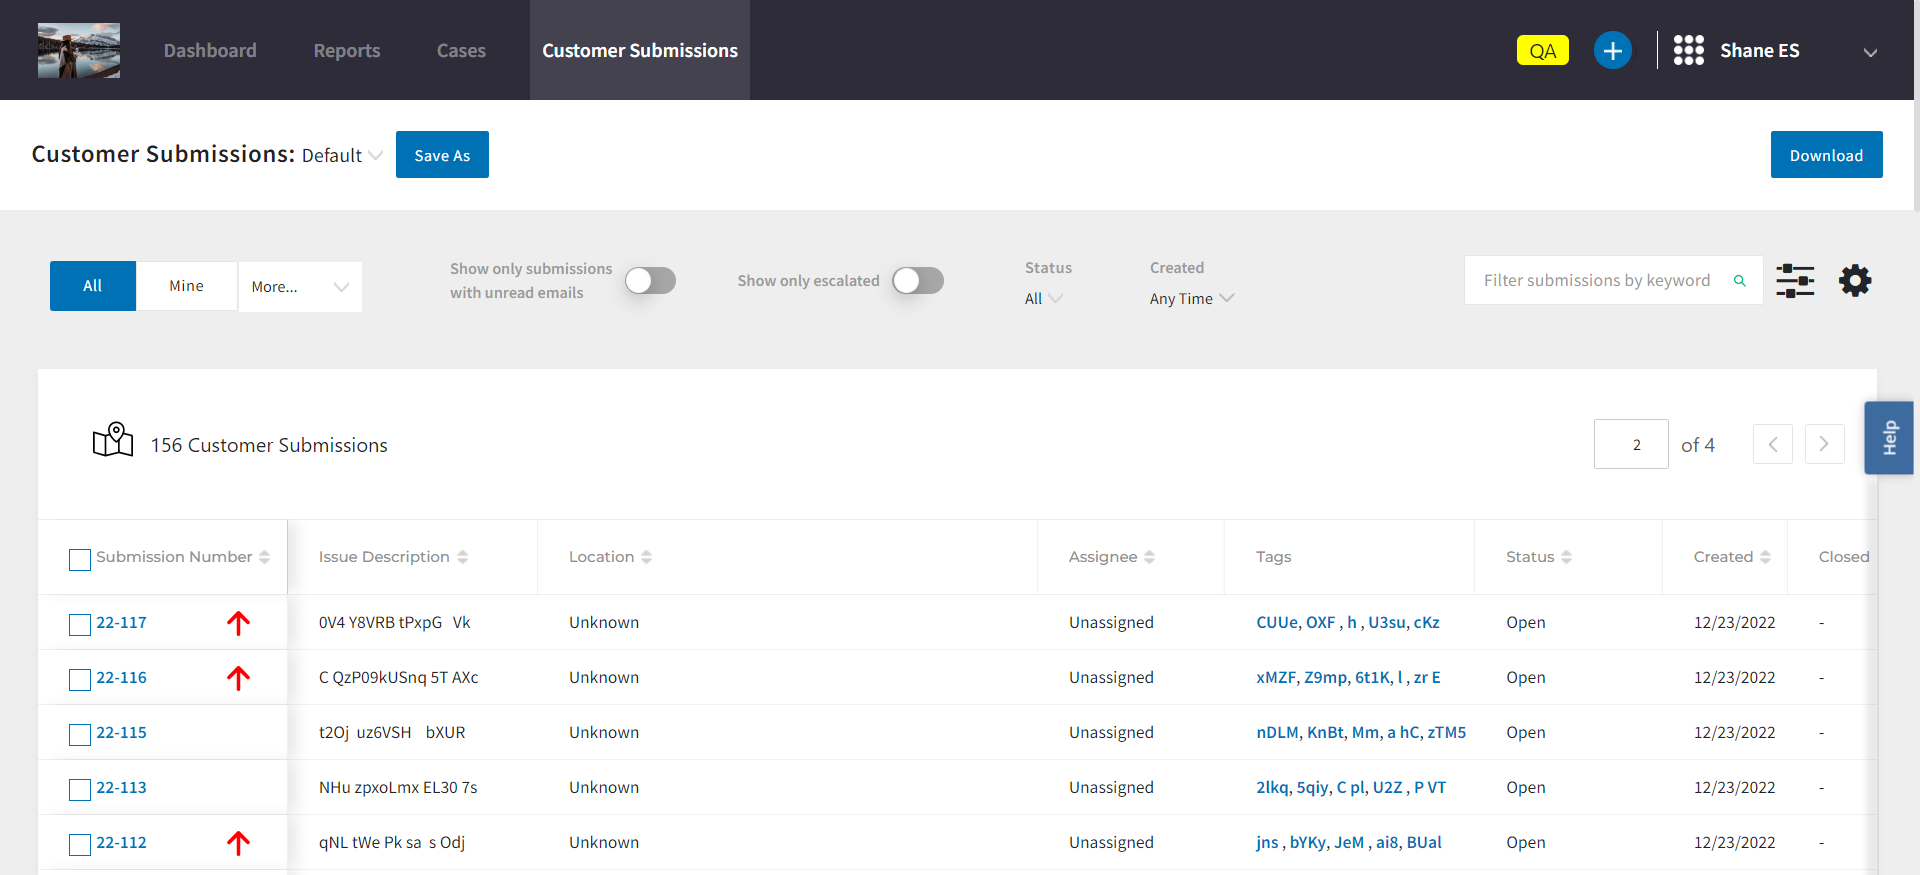 Dashboard Reports Cases Customer Submissions QA Shane ES
Customer Submissions: Default Save As Download
All Mine More... Show only submissions with unread emails Show only escalated Status All Created Any Time Filter submissions by keyword
156 Customer Submissions 2 of 4
Help
Submission Number Issue Description Location Assignee Tags Status Created Closed
22-117 0V4 Y8VRB tPxpG Vk Unknown Unassigned CUUe, OXF , h , U3su, cKz Open 12/23/2022 -
22-116 C QzP09kUSnq 5T AXc Unknown Unassigned xMZF, Z9mp, 6t1K, l , zr E Open 12/23/2022 -
22-115 t2Oj uz6VSH bXUR Unknown Unassigned nDLM, KnBt, Mm, a hC, zTM5 Open 12/23/2022 -
22-113 NHu zpxoLmx EL30 7s Unknown Unassigned 2lkq, 5qiy, C pl, U2Z , P VT Open 12/23/2022 -
22-112 qNL tWe Pk sa s Odj Unknown Unassigned jns , bYKy, JeM , ai8, BUal Open 12/23/2022 -